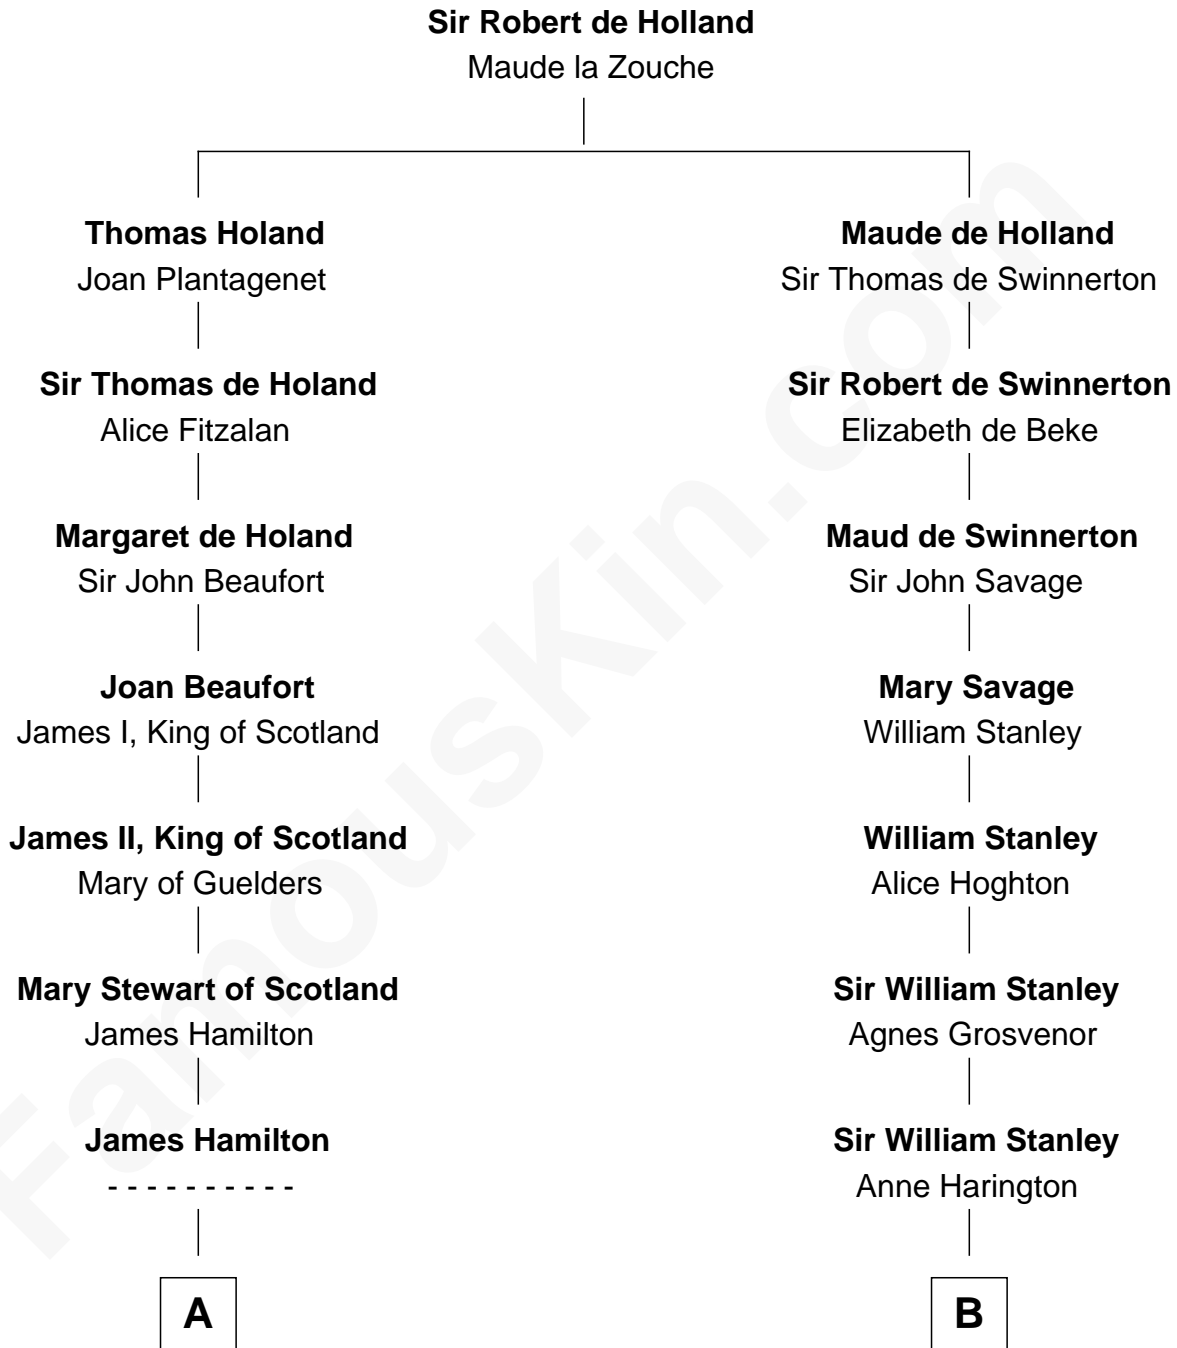 Sir Robert de Holland
Maude la Zouche
Thomas Holand
Joan Plantagenet
Sir Thomas de Holand
Alice Fitzalan
Margaret de Holand
Sir John Beaufort
Joan Beaufort
James I, King of Scotland
James II, King of Scotland
Mary of Guelders
Mary Stewart of Scotland
James Hamilton
James Hamilton
- - - - - - - - - -
A
Maude de Holland
Sir Thomas de Swinnerton
Sir Robert de Swinnerton
Elizabeth de Beke
Maud de Swinnerton
Sir John Savage
Mary Savage
William Stanley
William Stanley
Alice Hoghton
Sir William Stanley
Agnes Grosvenor
Sir William Stanley
Anne Harington
B
FamousKin.com